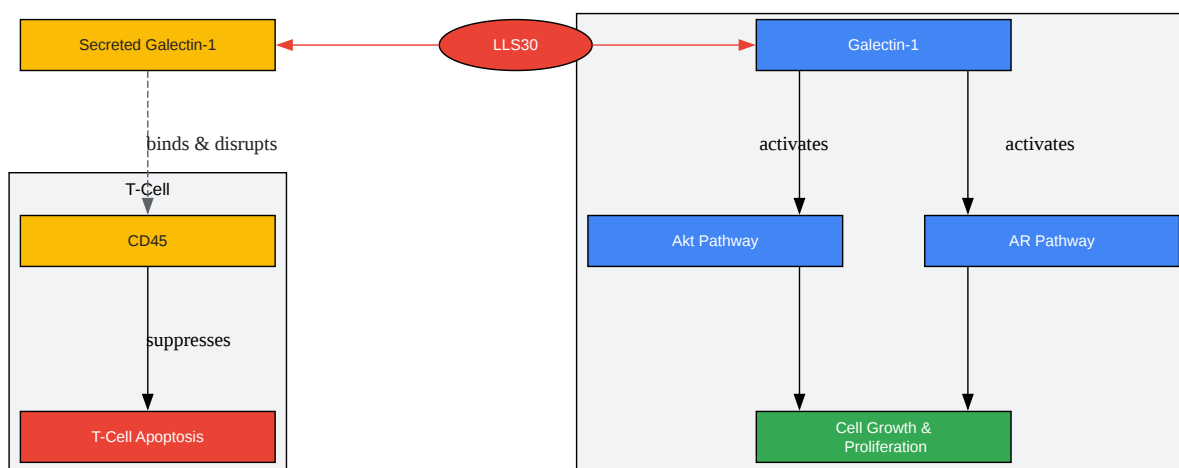 Secreted Galectin-1
LLS30
Galectin-1
binds & disrupts
activates
activates
T-Cell
CD45
Akt Pathway
AR Pathway
suppresses
T-Cell Apoptosis
Cell Growth &
Proliferation